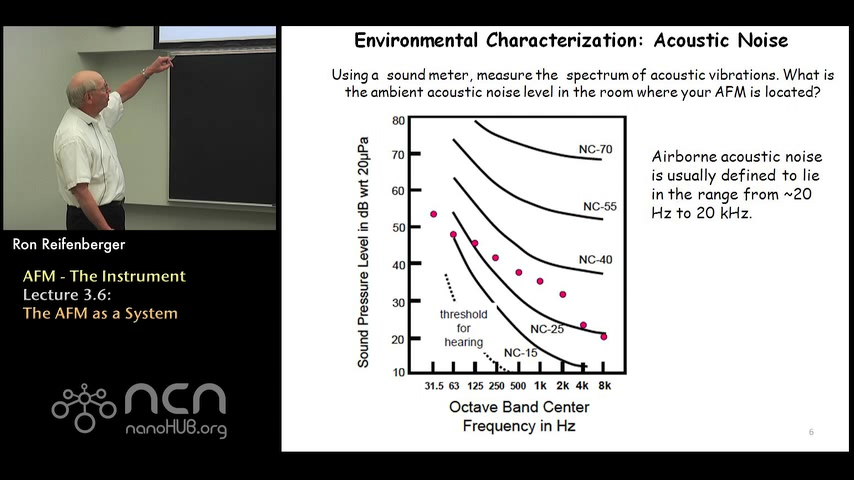 Environmental Characterization: Acoustic Noise
Using a sound meter, measure the spectrum of acoustic vibrations. What is
the ambient acoustic noise level in the room where your AFM is located?
80
70
60
50
40
30
20
10
Sound Pressure Level in dB wrt 20μPa
NC-70
NC-55
NC-40
NC-25
NC-15
threshold
for
hearing
31.5 63 125 250 500 1k 2k 4k 8k
Octave Band Center
Frequency in Hz
Airborne acoustic noise
is usually defined to lie
in the range from ~20
Hz to 20 kHz.
Ron Reifenberger
AFM - The Instrument
Lecture 3.6:
The AFM as a System
ncn
nanoHUB.org
6